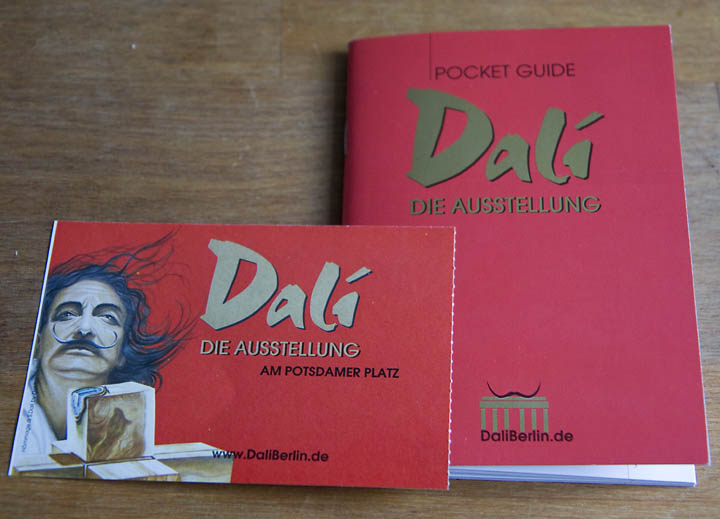 POCKET GUIDE
Dalí
DIE AUSSTELLUNG
DaliBerlin.de
Dalí
DIE AUSSTELLUNG
AM POTSDAMER PLATZ
www.DaliBerlin.de